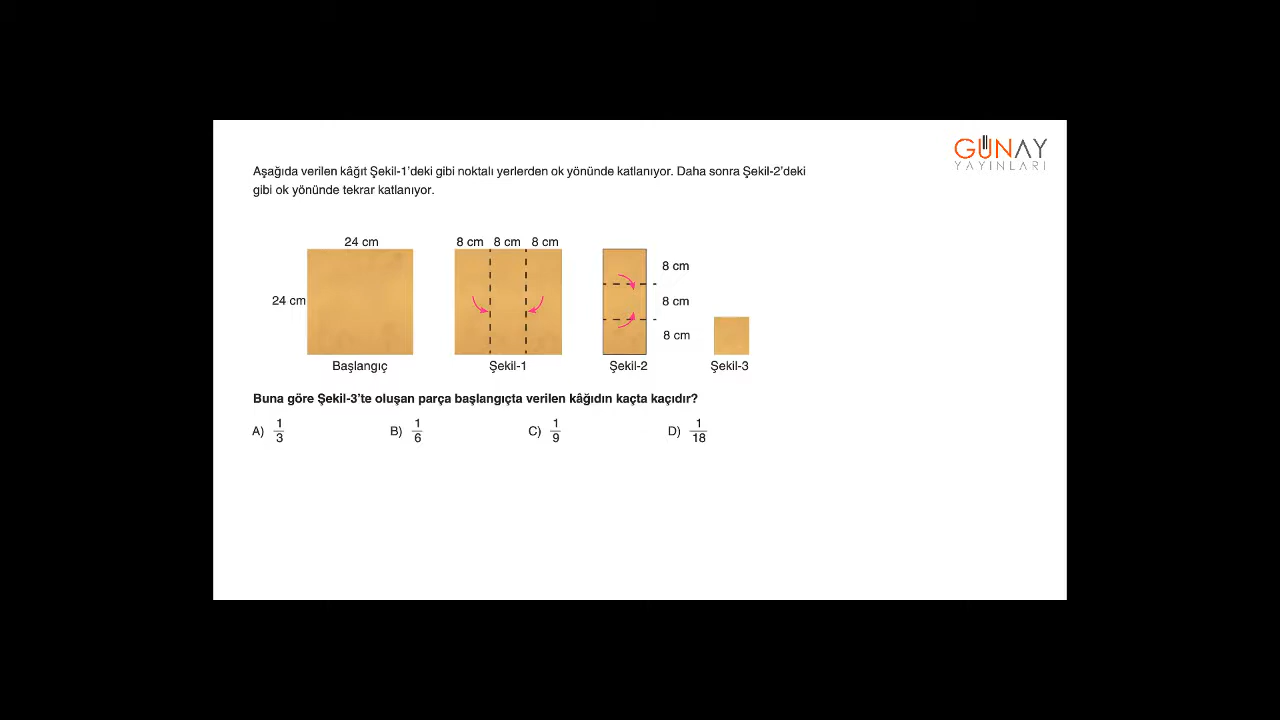 GÜNAY
YAYINLARI
Aşağıda verilen kâğıt Şekil-1'deki gibi noktalı yerlerden ok yönünde katlanıyor. Daha sonra Şekil-2'deki
gibi ok yönünde tekrar katlanıyor.
24 cm
8 cm 8 cm 8 cm
8 cm
24 cm
8 cm
8 cm
Başlangıç
Şekil-1
Şekil-2
Şekil-3
Buna göre Şekil-3'te oluşan parça başlangıçta verilen kâğıdın kaçta kaçıdır?
A) 1/3
B) 1/6
C) 1/9
D) 1/18